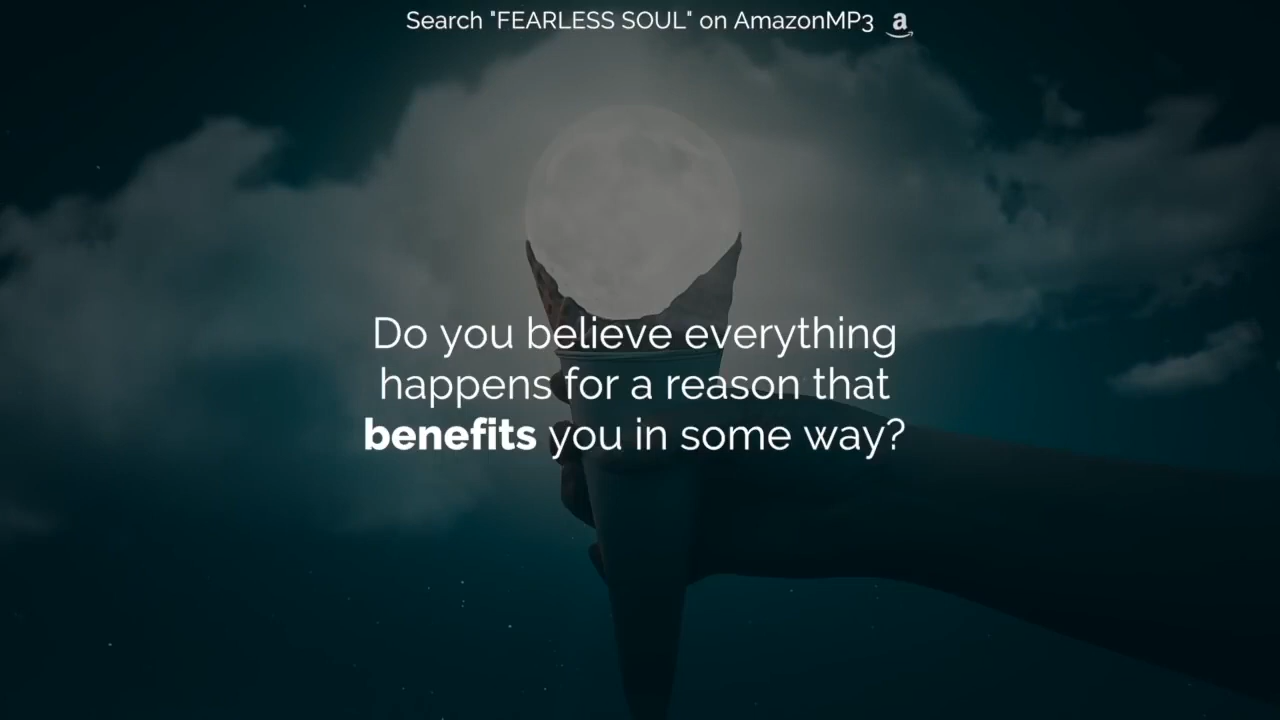 Search "FEARLESS SOUL" on AmazonMP3 a
Do you believe everything
happens for a reason that
benefits you in some way?